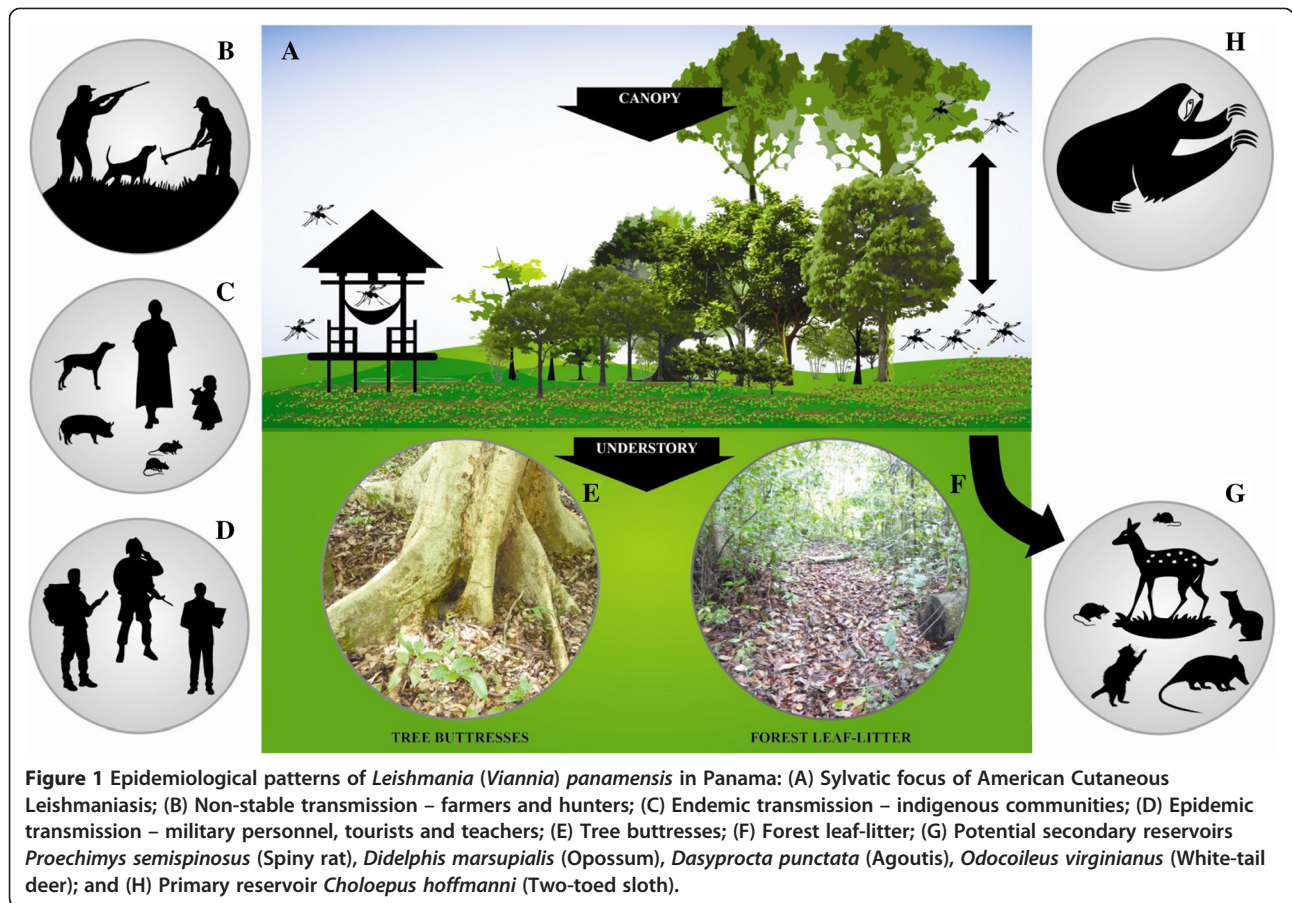 B
A
H
CANOPY
C
D
UNDERSTORY
E
F
G
TREE BUTTRESSES
FOREST LEAF-LITTER
Figure 1 Epidemiological patterns of Leishmania (Viannia) panamensis in Panama: (A) Sylvatic focus of American Cutaneous
Leishmaniasis; (B) Non-stable transmission – farmers and hunters; (C) Endemic transmission – indigenous communities; (D) Epidemic
transmission – military personnel, tourists and teachers; (E) Tree buttresses; (F) Forest leaf-litter; (G) Potential secondary reservoirs
Proechimys semispinosus (Spiny rat), Didelphis marsupialis (Opossum), Dasyprocta punctata (Agoutis), Odocoileus virginianus (White-tail
deer); and (H) Primary reservoir Choloepus hoffmanni (Two-toed sloth).